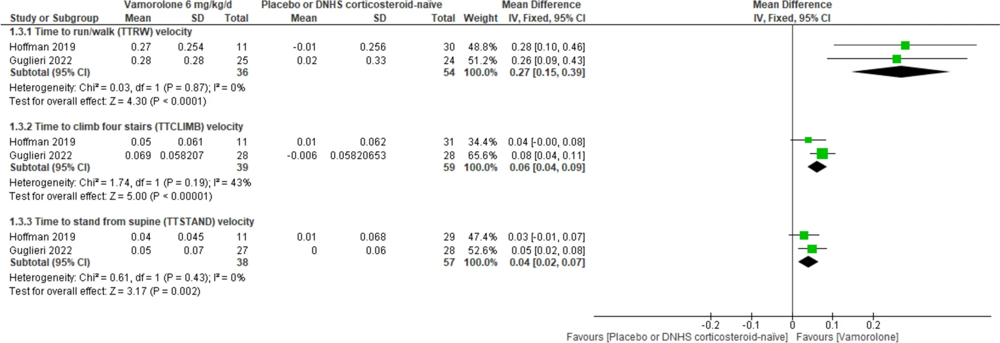 Vamorolone 6 mg/kg/d Placebo or DNHS corticosteroid-naïve Mean Difference Mean Difference
Study or Subgroup Mean SD Total Mean SD Total Weight IV, Fixed, 95% CI IV, Fixed, 95% CI
1.3.1 Time to run/walk (TTRW) velocity
Hoffman 2019 0.27 0.254 11 -0.01 0.256 30 48.8% 0.28 [0.10, 0.46]
Guglieri 2022 0.28 0.28 25 0.02 0.33 24 51.2% 0.26 [0.09, 0.43]
Subtotal (95% CI) 36 54 100.0% 0.27 [0.15, 0.39]
Heterogeneity: Chi² = 0.03, df = 1 (P = 0.87); I² = 0%
Test for overall effect: Z = 4.30 (P < 0.0001)
1.3.2 Time to climb four stairs (TTCLIMB) velocity
Hoffman 2019 0.05 0.061 11 0.01 0.062 31 34.4% 0.04 [-0.00, 0.08]
Guglieri 2022 0.069 0.058207 28 -0.006 0.05820653 28 65.6% 0.08 [0.04, 0.11]
Subtotal (95% CI) 39 59 100.0% 0.06 [0.04, 0.09]
Heterogeneity: Chi² = 1.74, df = 1 (P = 0.19); I² = 43%
Test for overall effect: Z = 5.00 (P < 0.00001)
1.3.3 Time to stand from supine (TTSTAND) velocity
Hoffman 2019 0.04 0.045 11 0.01 0.068 29 47.4% 0.03 [-0.01, 0.07]
Guglieri 2022 0.05 0.07 27 0 0.06 28 52.6% 0.05 [0.02, 0.08]
Subtotal (95% CI) 38 57 100.0% 0.04 [0.02, 0.07]
Heterogeneity: Chi² = 0.61, df = 1 (P = 0.43); I² = 0%
Test for overall effect: Z = 3.17 (P = 0.002)
-0.2 -0.1 0 0.1 0.2
Favours [Placebo or DNHS corticosteroid-naïve] Favours [Vamorolone]